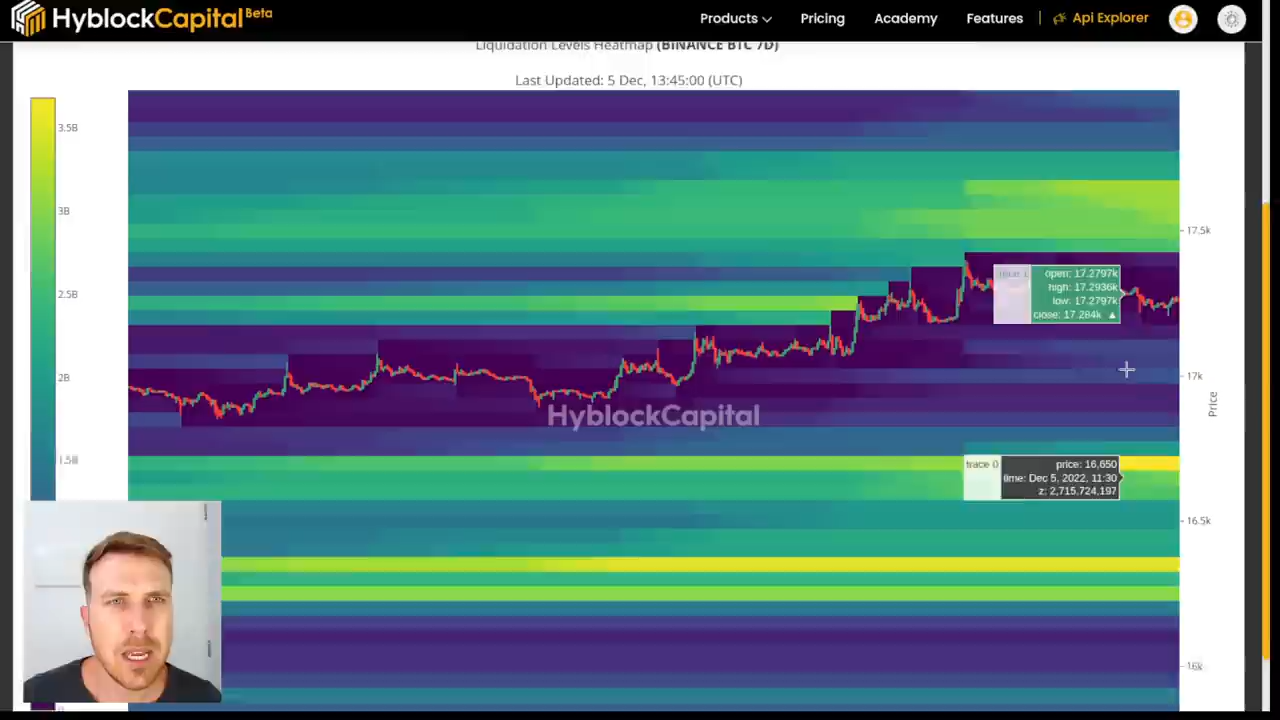 HyblockCapital Beta
Products
Pricing
Academy
Features
Api Explorer
Liquidation Levels Heatmap (BINANCE BTC 7D)
Last Updated: 5 Dec, 13:45:00 (UTC)
3.5B
3B
2.5B
2B
1.5B
0
17.5k
17k
16.5k
16k
Price
trace 0
open: 17.2797k
high: 17.2936k
low: 17.2797k
close: 17.284k ▲
HyblockCapital
trace 0
price: 16,650
time: Dec 5, 2022, 11:30
z: 2,715,724,197